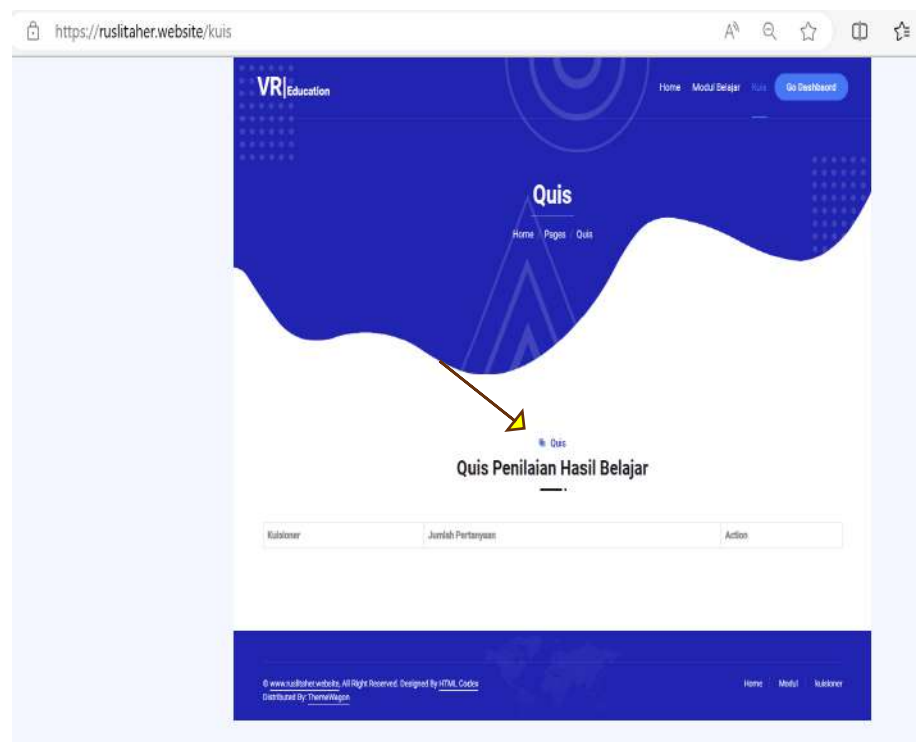 https://ruslitaher.website/kuis
VR|Education
Home Modul Belajar Kuis Go Dashboard
Quis
Home / Pages / Quis
Quis
Quis Penilaian Hasil Belajar
Kuisioner Jumlah Pertanyaan Action
© www.ruslitaher.website, All Right Reserved. Designed By HTML Codex
Distributed By: ThemeWagon
Home Modul kuisioner